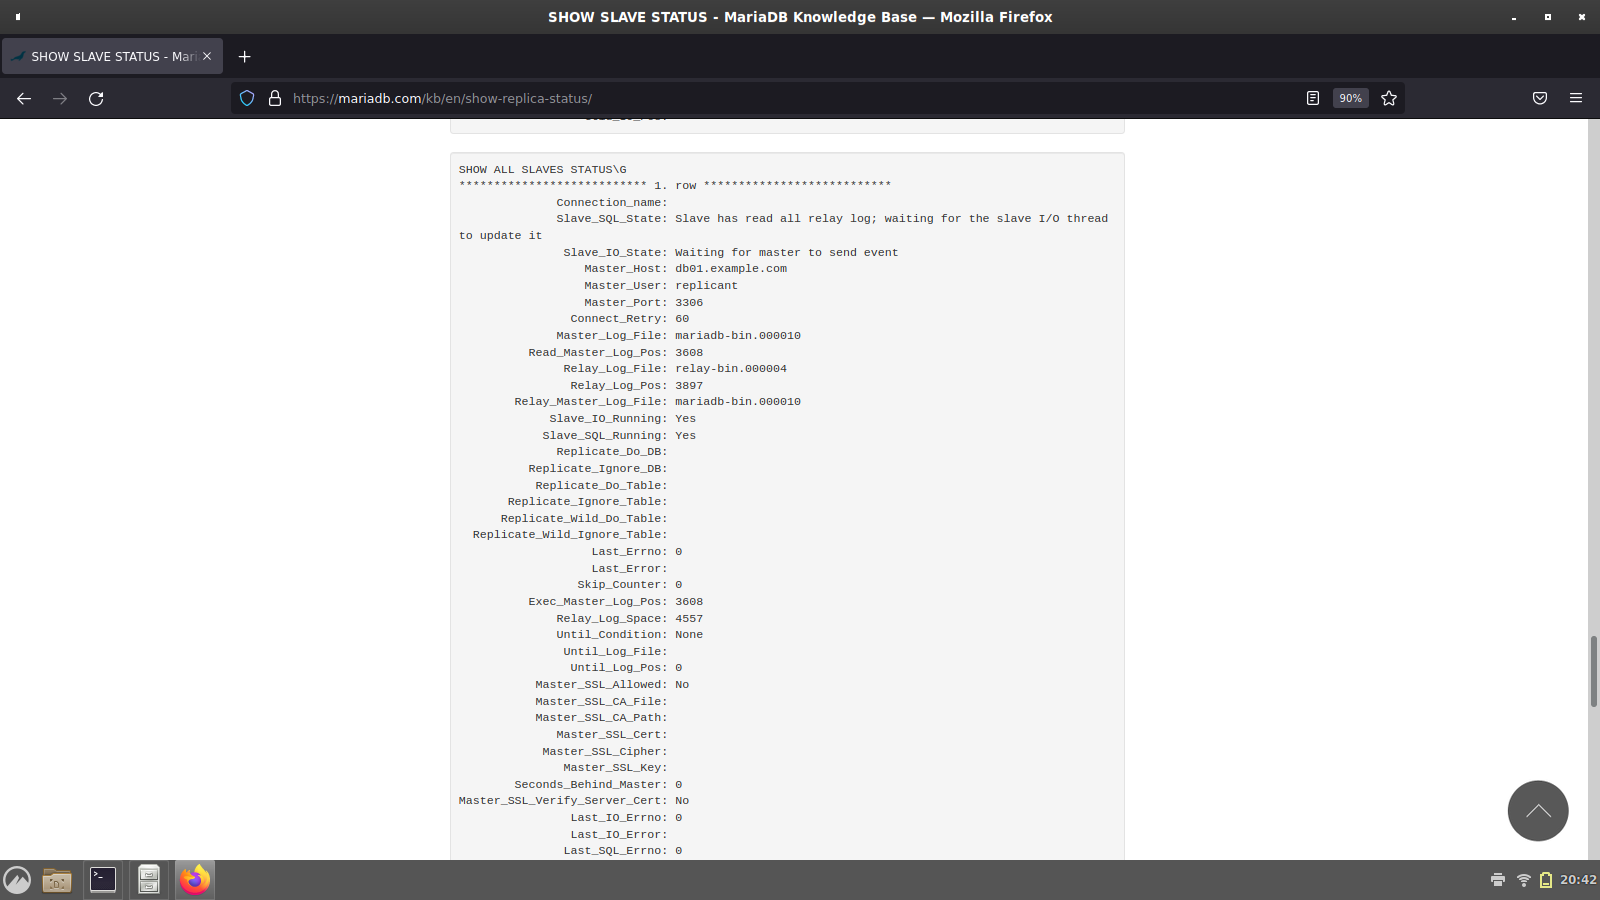 SHOW SLAVE STATUS - MariaDB Knowledge Base — Mozilla Firefox
SHOW SLAVE STATUS - Mari
https://mariadb.com/kb/en/show-replica-status/
90%
SHOW ALL SLAVES STATUS\G
*************************** 1. row ***************************
Connection_name:
Slave_SQL_State: Slave has read all relay log; waiting for the slave I/O thread
to update it
Slave_IO_State: Waiting for master to send event
Master_Host: db01.example.com
Master_User: replicant
Master_Port: 3306
Connect_Retry: 60
Master_Log_File: mariadb-bin.000010
Read_Master_Log_Pos: 3608
Relay_Log_File: relay-bin.000004
Relay_Log_Pos: 3897
Relay_Master_Log_File: mariadb-bin.000010
Slave_IO_Running: Yes
Slave_SQL_Running: Yes
Replicate_Do_DB:
Replicate_Ignore_DB:
Replicate_Do_Table:
Replicate_Ignore_Table:
Replicate_Wild_Do_Table:
Replicate_Wild_Ignore_Table:
Last_Errno: 0
Last_Error:
Skip_Counter: 0
Exec_Master_Log_Pos: 3608
Relay_Log_Space: 4557
Until_Condition: None
Until_Log_File:
Until_Log_Pos: 0
Master_SSL_Allowed: No
Master_SSL_CA_File:
Master_SSL_CA_Path:
Master_SSL_Cert:
Master_SSL_Cipher:
Master_SSL_Key:
Seconds_Behind_Master: 0
Master_SSL_Verify_Server_Cert: No
Last_IO_Errno: 0
Last_IO_Error:
Last_SQL_Errno: 0
20:42